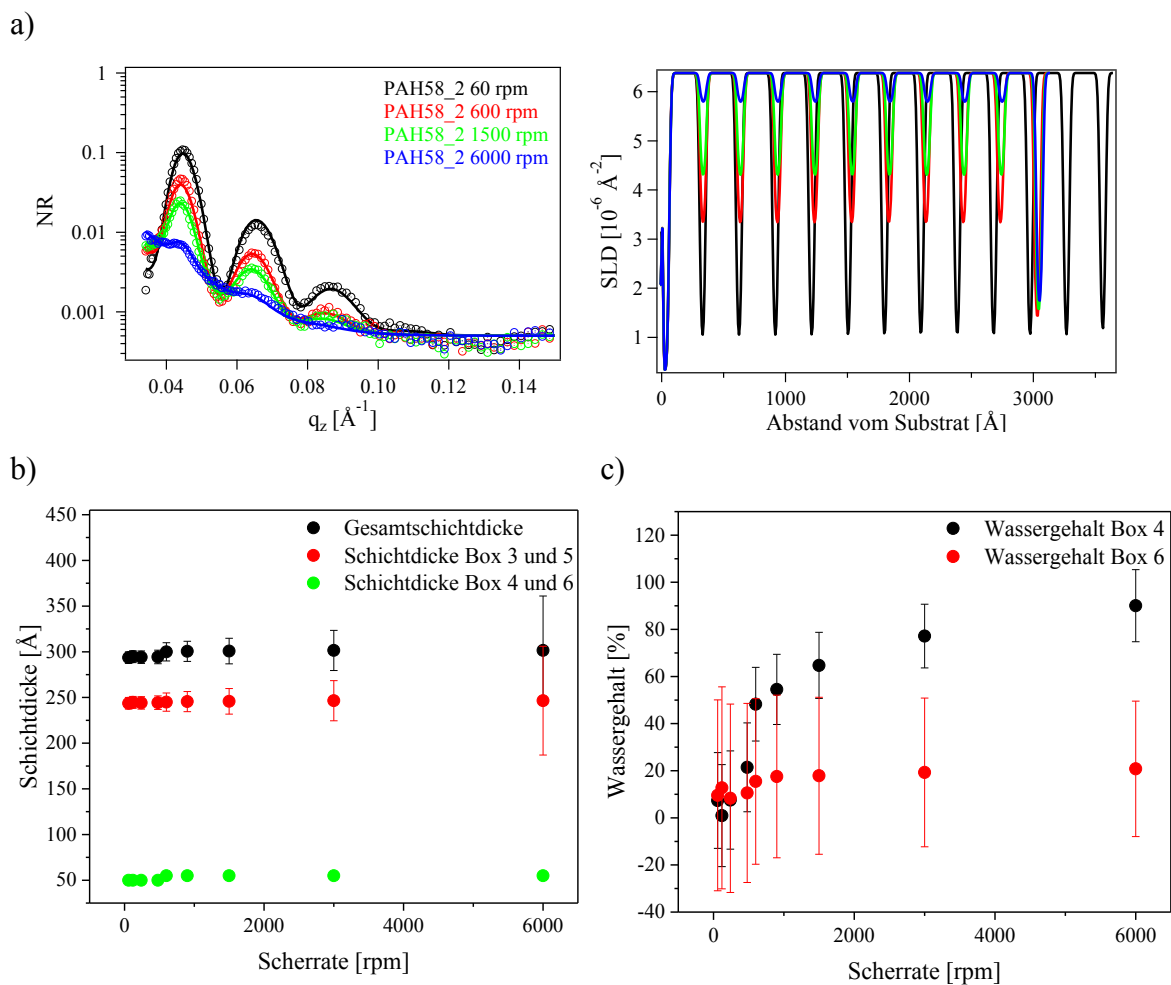 a)
1
0.1
0.01
0.001
NR
0.04
0.06
0.08
0.10
0.12
0.14
q_z [Å⁻¹]
PAH58_2 60 rpm
PAH58_2 600 rpm
PAH58_2 1500 rpm
PAH58_2 6000 rpm
6
5
4
3
2
1
SLD [10⁻⁶ Å⁻²]
0
1000
2000
3000
Abstand vom Substrat [Å]
b)
450
400
350
300
250
200
150
100
50
Schichtdicke [Å]
Gesamtschichtdicke
Schichtdicke Box 3 und 5
Schichtdicke Box 4 und 6
0
2000
4000
6000
Scherrate [rpm]
c)
120
100
80
60
40
20
0
-20
-40
Wassergehalt [%]
Wassergehalt Box 4
Wassergehalt Box 6
0
2000
4000
6000
Scherrate [rpm]